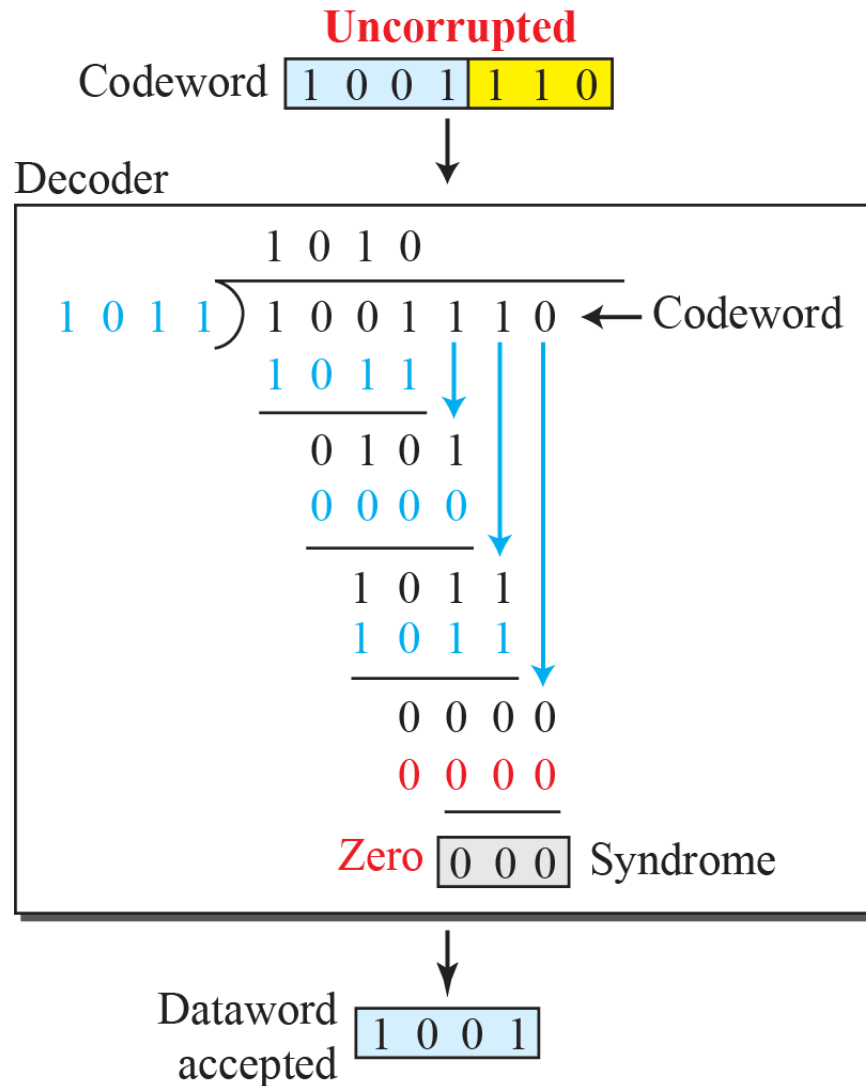 Uncorrupted
Codeword 1 0 0 1 1 1 0
Decoder
1 0 1 0
1 0 1 1 1 0 0 1 1 1 0 Codeword
1 0 1 1
0 1 0 1
0 0 0 0
1 0 1 1
1 0 1 1
0 0 0 0
0 0 0 0
Zero 0 0 0 Syndrome
Dataword
accepted
1 0 0 1